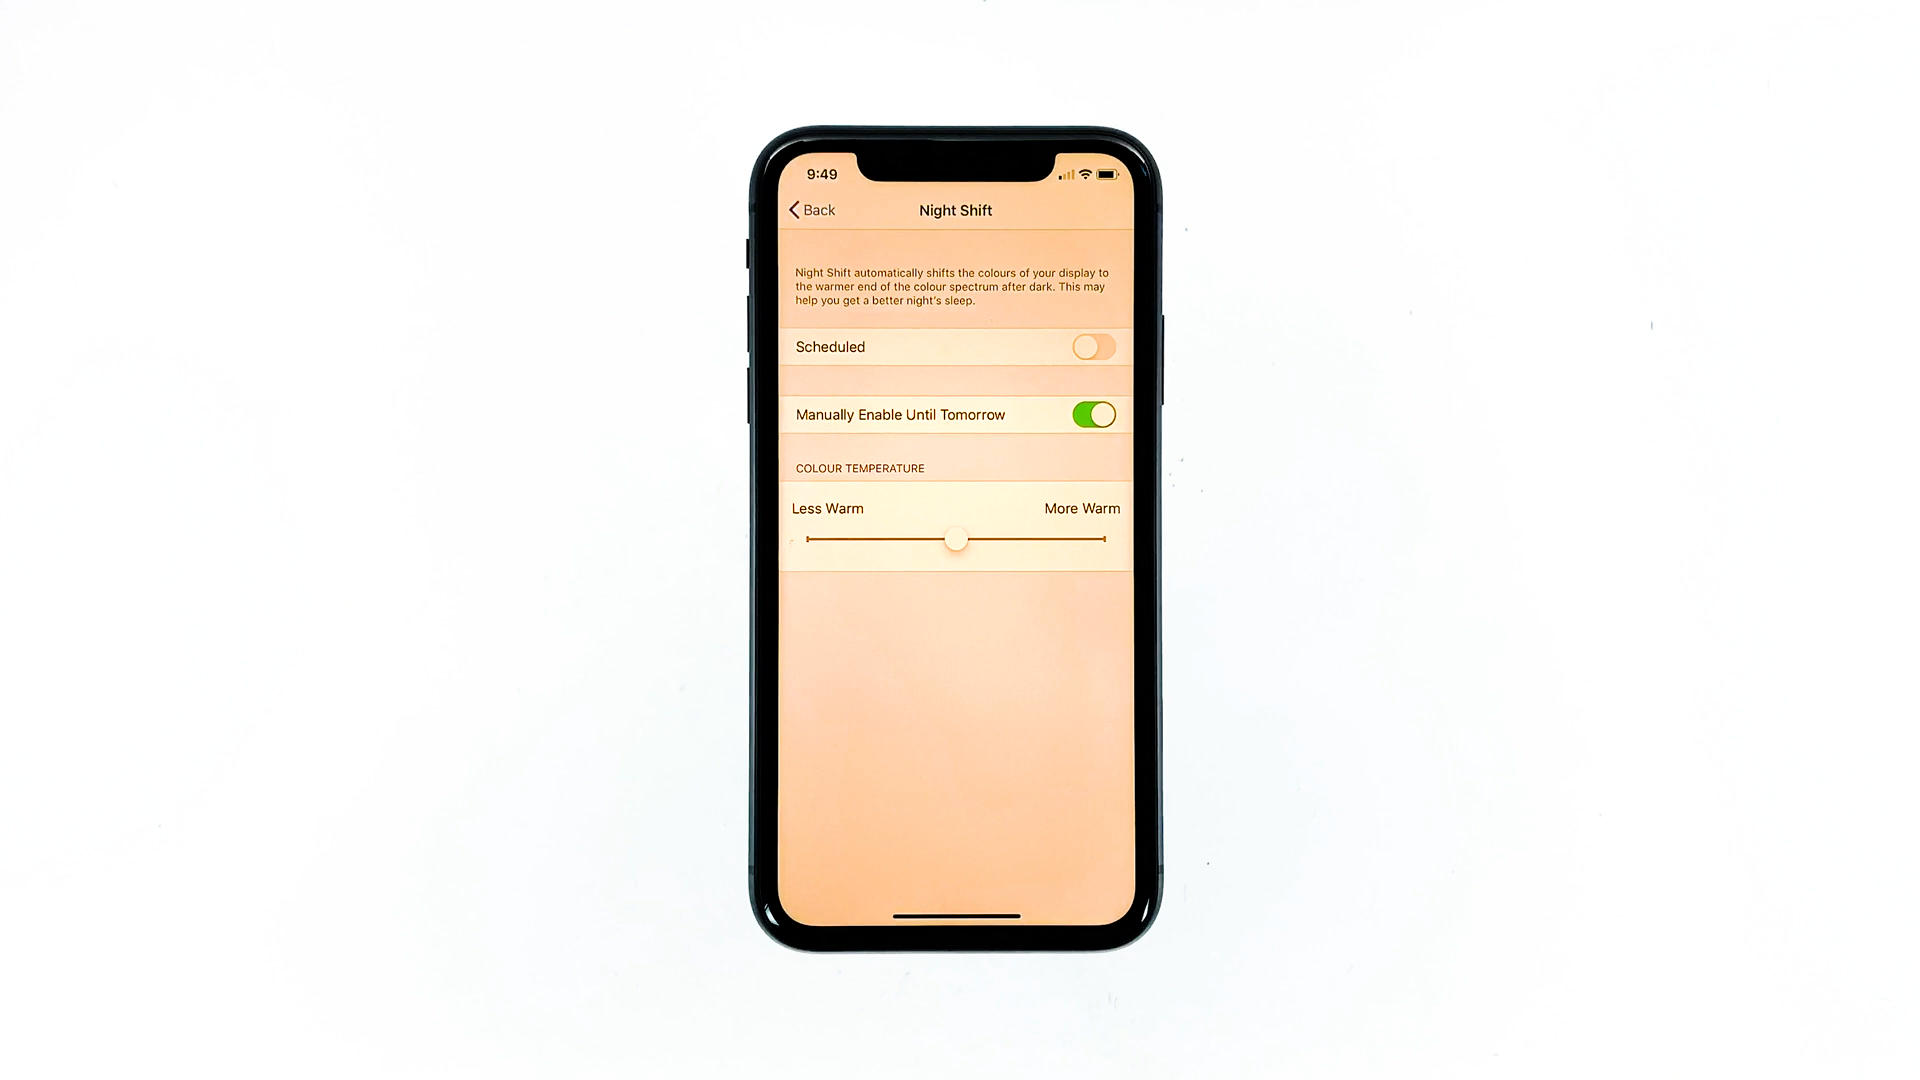 9:49
Back
Night Shift
Night Shift automatically shifts the colours of your display to
the warmer end of the colour spectrum after dark. This may
help you get a better night's sleep.
Scheduled
Manually Enable Until Tomorrow
COLOUR TEMPERATURE
Less Warm More Warm